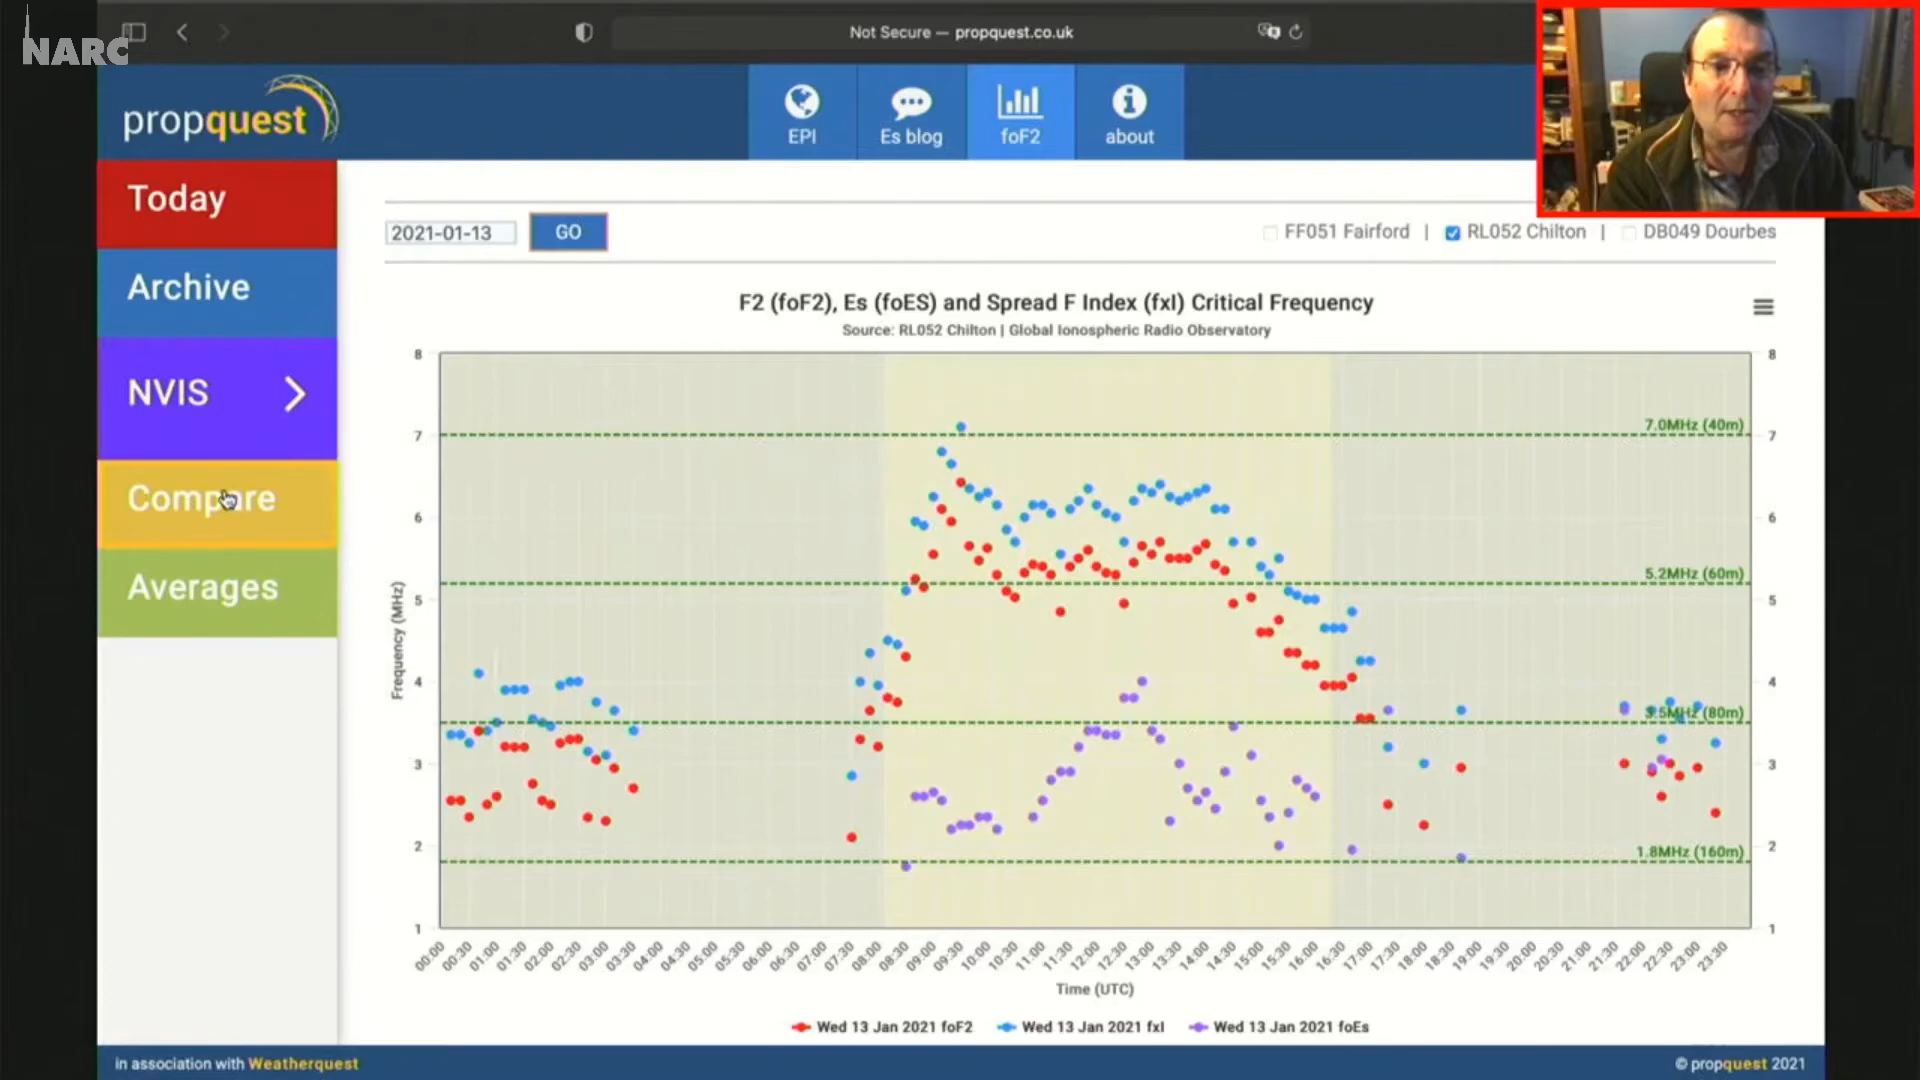 NARC
Not Secure — propquest.co.uk
propquest
EPI
Es blog
foF2
about
Today
Archive
NVIS
Compare
Averages
2021-01-13
GO
FF051 Fairford | RL052 Chilton | DB049 Dourbes
F2 (foF2), Es (foES) and Spread F Index (fxI) Critical Frequency
Source: RL052 Chilton | Global Ionospheric Radio Observatory
8
7
6
5
4
3
2
1
Frequency (MHz)
7.0MHz (40m)
5.2MHz (60m)
3.5MHz (80m)
1.8MHz (160m)
8
7
6
5
4
3
2
1
00:00 00:30 01:00 01:30 02:00 02:30 03:00 03:30 04:00 04:30 05:00 05:30 06:00 06:30 07:00 07:30 08:00 08:30 09:00 09:30 10:00 10:30 11:00 11:30 12:00 12:30 13:00 13:30 14:00 14:30 15:00 15:30 16:00 16:30 17:00 17:30 18:00 18:30 19:00 19:30 20:00 20:30 21:00 21:30 22:00 22:30 23:00 23:30
Time (UTC)
Wed 13 Jan 2021 foF2 Wed 13 Jan 2021 fxI Wed 13 Jan 2021 foEs
in association with Weatherquest
© propquest 2021